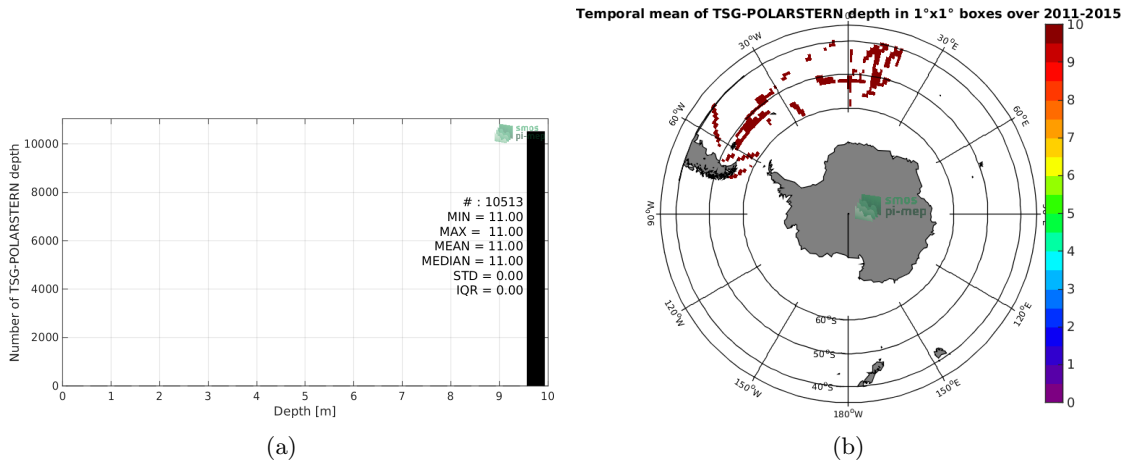 Temporal mean of TSG-POLARSTERN depth in 1°x1° boxes over 2011-2015
Number of TSG-POLARSTERN depth
10000
8000
6000
4000
2000
0
smos
pi-mep
# : 10513
MIN = 11.00
MAX = 11.00
MEAN = 11.00
MEDIAN = 11.00
STD = 0.00
IQR = 0.00
0 1 2 3 4 5 6 7 8 9 10
Depth [m]
(a)
0°
30°W
30°E
60°W
60°E
90°W
120°W
120°E
150°W
150°E
180°W
60°S
50°S
40°S
smos
pi-mep
10
9
8
7
6
5
4
3
2
1
0
(b)